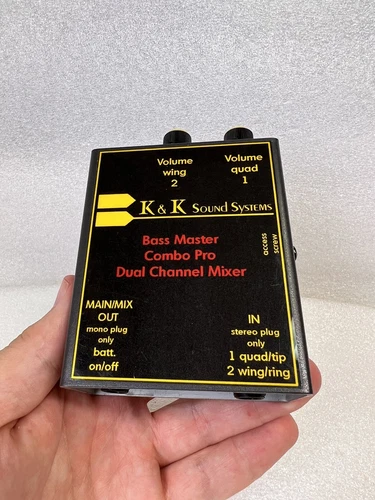 Volume
wing
2
Volume
quad
1
K & K Sound Systems
access
screw
Bass Master
Combo Pro
Dual Channel Mixer
MAIN/MIX
OUT
mono plug
only
batt.
on/off
IN
stereo plug
only
1 quad/tip
2 wing/ring